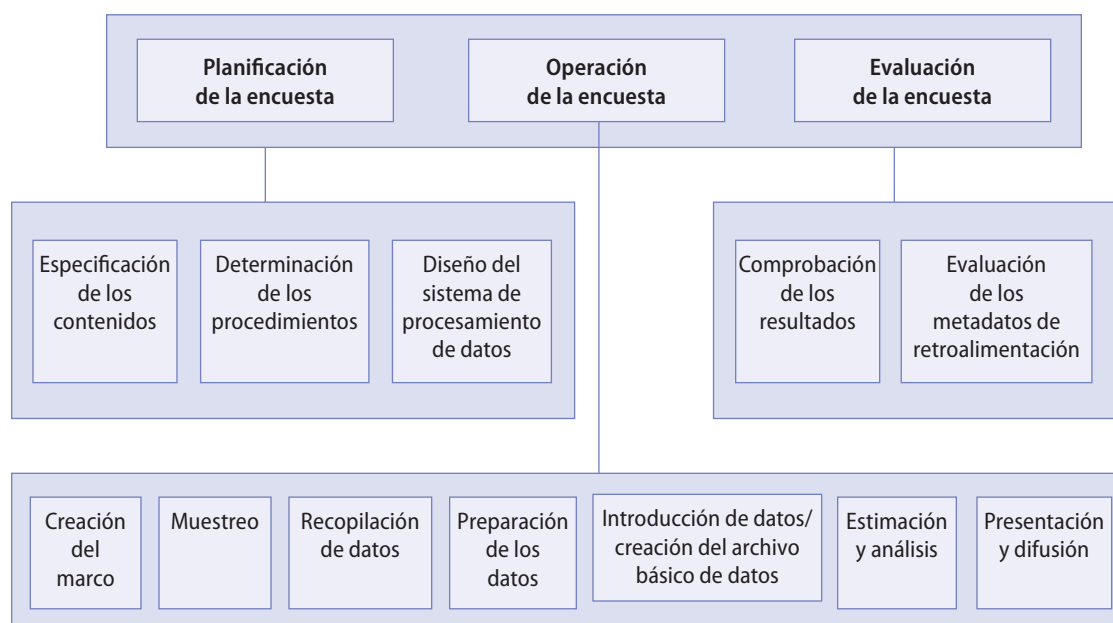 Planificación
de la encuesta
Operación
de la encuesta
Evaluación
de la encuesta
Especificación
de los
contenidos
Determinación
de los
procedimientos
Diseño del
sistema de
procesamiento
de datos
Comprobación
de los
resultados
Evaluación
de los
metadatos de
retroalimentación
Creación
del
marco
Muestreo
Recopilación
de datos
Preparación
de los
datos
Introducción de datos/
creación del archivo
básico de datos
Estimación
y análisis
Presentación
y difusión